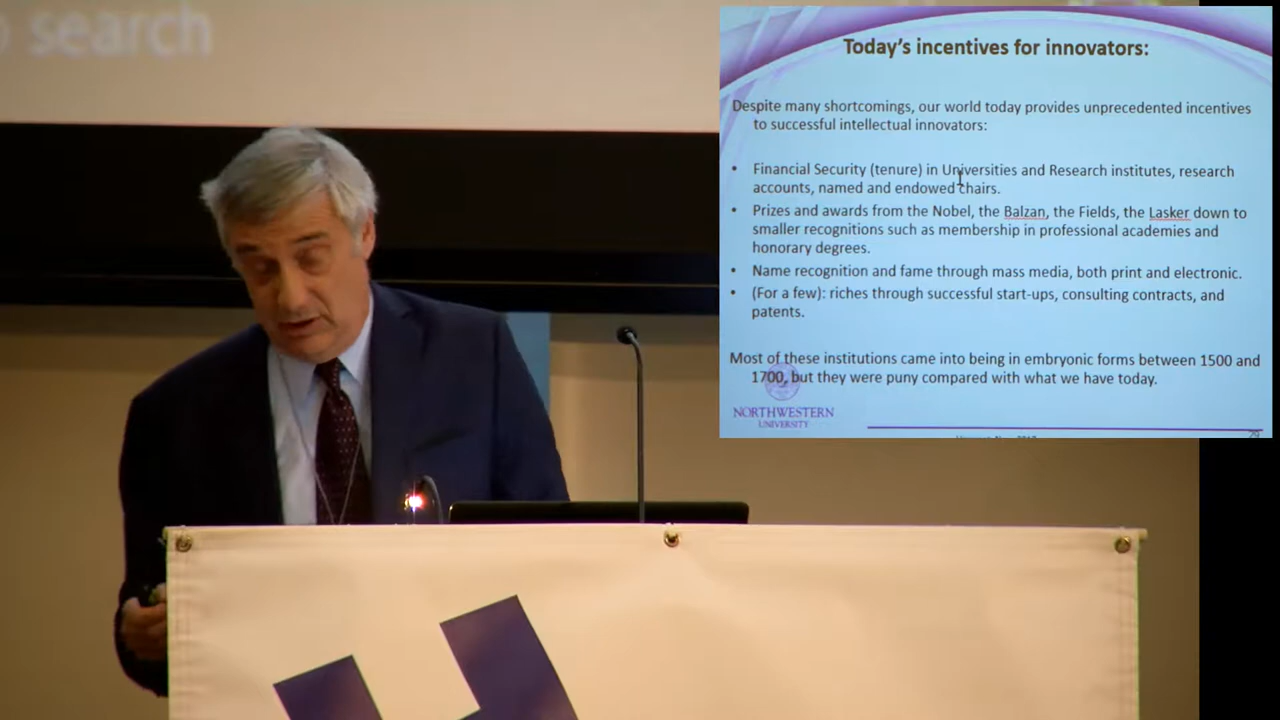 search
Today's incentives for innovators:
Despite many shortcomings, our world today provides unprecedented incentives
to successful intellectual innovators:
• Financial Security (tenure) in Universities and Research institutes, research
accounts, named and endowed chairs.
• Prizes and awards from the Nobel, the Balzan, the Fields, the Lasker down to
smaller recognitions such as membership in professional academies and
honorary degrees.
• Name recognition and fame through mass media, both print and electronic.
• (For a few): riches through successful start-ups, consulting contracts, and
patents.
Most of these institutions came into being in embryonic forms between 1500 and
1700, but they were puny compared with what we have today.
NORTHWESTERN
UNIVERSITY